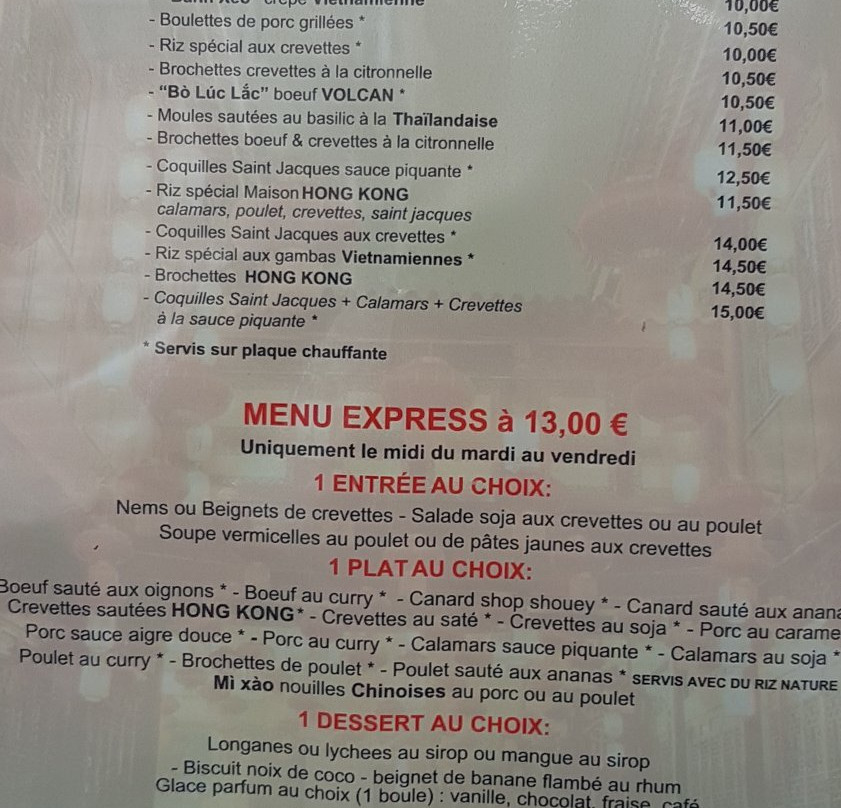 - Boulettes de porc grillées * 10,50€
- Riz spécial aux crevettes * 10,00€
- Brochettes crevettes à la citronnelle 10,50€
- “Bò Lúc Lắc” boeuf VOLCAN * 10,50€
- Moules sautées au basilic à la Thaïlandaise 11,00€
- Brochettes boeuf & crevettes à la citronnelle 11,50€
- Coquilles Saint Jacques sauce piquante * 12,50€
- Riz spécial Maison HONG KONG 11,50€
calamars, poulet, crevettes, saint jacques
- Coquilles Saint Jacques aux crevettes * 14,00€
- Riz spécial aux gambas Vietnamiennes * 14,50€
- Brochettes HONG KONG 14,50€
- Coquilles Saint Jacques + Calamars + Crevettes
à la sauce piquante * 15,00€
* Servis sur plaque chauffante
MENU EXPRESS à 13,00 €
Uniquement le midi du mardi au vendredi
1 ENTRÉE AU CHOIX:
Nems ou Beignets de crevettes - Salade soja aux crevettes ou au poulet
Soupe vermicelles au poulet ou de pâtes jaunes aux crevettes
1 PLAT AU CHOIX:
Boeuf sauté aux oignons * - Boeuf au curry * - Canard shop shouey * - Canard sauté aux anana
Crevettes sautées HONG KONG * - Crevettes au saté * - Crevettes au soja * - Porc au carame
Porc sauce aigre douce * - Porc au curry * - Calamars sauce piquante * - Calamars au soja *
Poulet au curry * - Brochettes de poulet * - Poulet sauté aux ananas * SERVIS AVEC DU RIZ NATURE
Mì xào nouilles Chinoises au porc ou au poulet
1 DESSERT AU CHOIX:
Longanes ou lychees au sirop ou mangue au sirop
- Biscuit noix de coco - beignet de banane flambé au rhum
Glace parfum au choix (1 boule) : vanille, chocolat, fraise, café